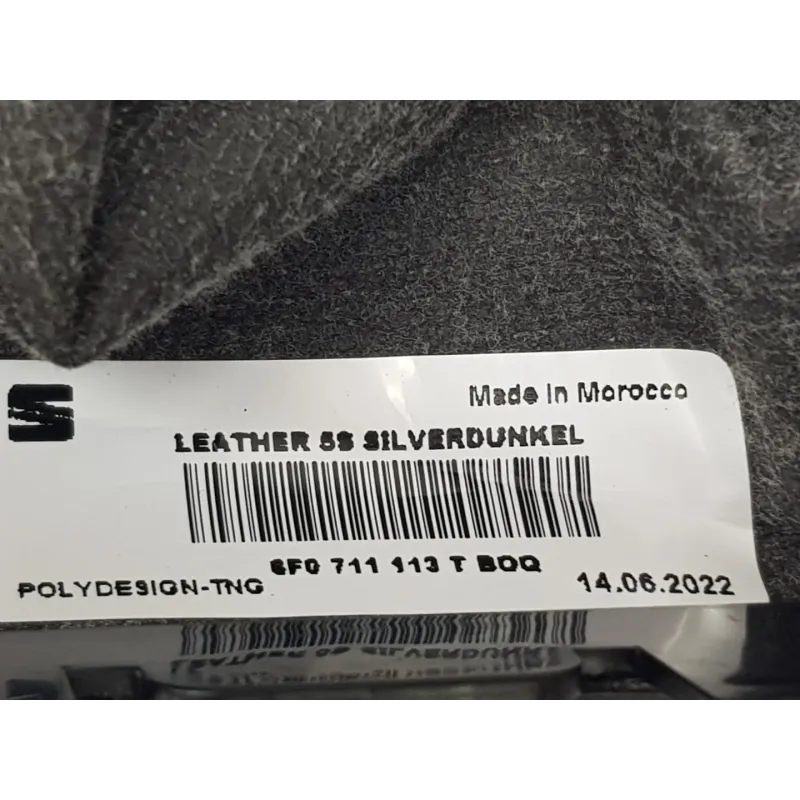 Made In Morocco
LEATHER 5S SILVERDUNKEL
6F0 711 113 T BOQ
POLYDESIGN-TNG
14.06.2022